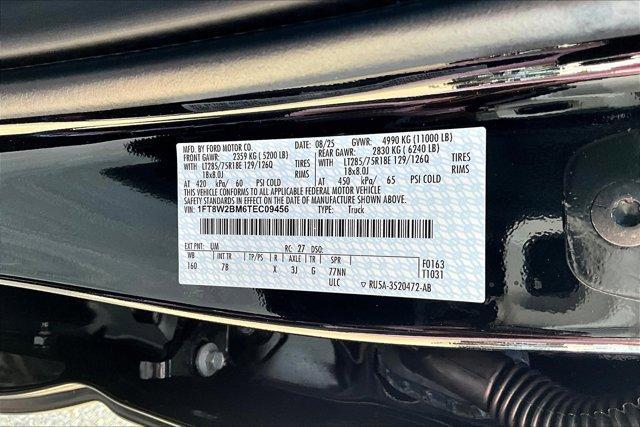 MFD. BY FORD MOTOR CO. 08/25 GVWR: 4990 KG (11000 LB)
FRONT GAWR: 2359 KG (5200 LB) REAR GAWR: 2830 KG (6240 LB)
WITH LT285/75R18E 129/126Q TIRES WITH LT285/75R18E 129/126Q TIRES
18x8.0J RIMS 18x8.0J RIMS
AT 420 kPa/ 60 PSI COLD AT 450 kPa/ 65 PSI COLD
THIS VEHICLE CONFORMS TO ALL APPLICABLE FEDERAL MOTOR VEHICLE
SAFETY STANDARDS IN EFFECT ON THE DATE OF MANUFACTURE SHOWN ABOVE.
VIN: 1FT8W2BM6TEC09456 TYPE: Truck
EXT PNT: UM RC: 27 DSO:
WB INT TR TP/PS R AXLE TR SPR F0163
160 7B X 3J G 77NN T1031
ULC ▽ RU5A-3520472-AB